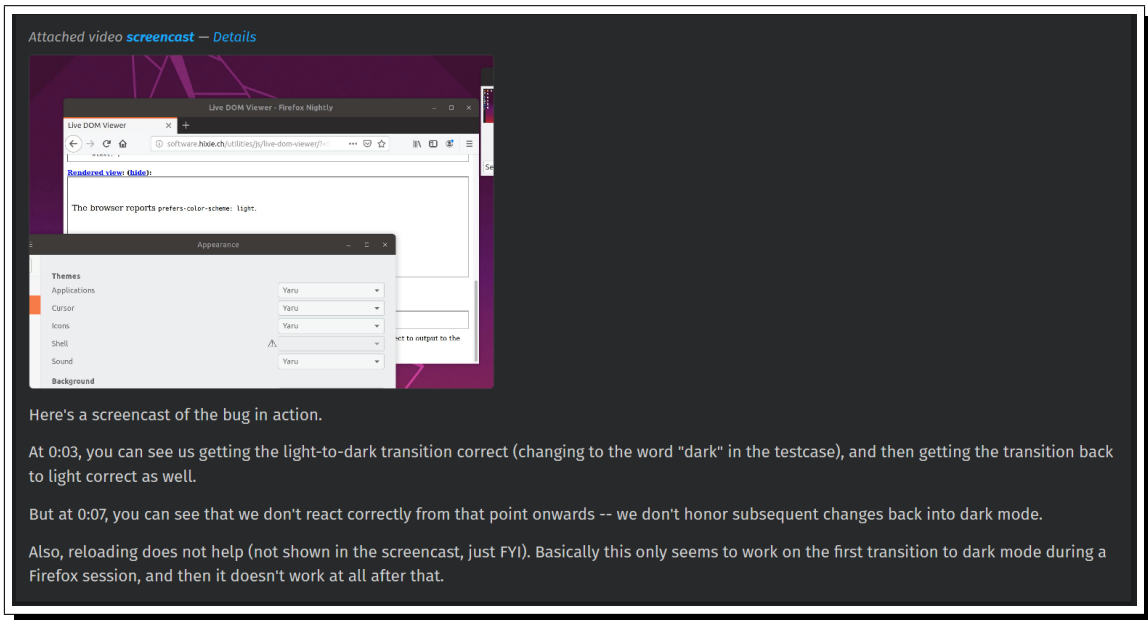 Attached video screencast — Details
Live DOM Viewer - Firefox Nightly
Live DOM Viewer
software.hixie.ch/utilities/js/live-dom-viewer/?
Rendered view: (hide):
The browser reports prefers-color-scheme: light.
Se
Appearance
Themes
Applications Yaru
Cursor Yaru
Icons Yaru
Shell
Sound Yaru
Background
ect to output to the
Here's a screencast of the bug in action.
At 0:03, you can see us getting the light-to-dark transition correct (changing to the word "dark" in the testcase), and then getting the transition back
to light correct as well.
But at 0:07, you can see that we don't react correctly from that point onwards -- we don't honor subsequent changes back into dark mode.
Also, reloading does not help (not shown in the screencast, just FYI). Basically this only seems to work on the first transition to dark mode during a
Firefox session, and then it doesn't work at all after that.